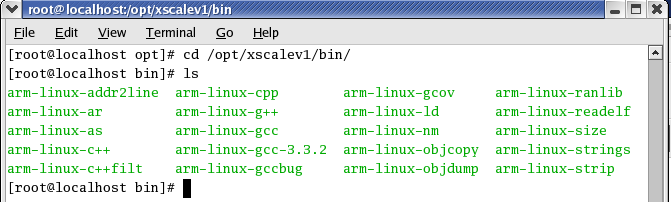 root@localhost:/opt/xscalev1/bin
File Edit View Terminal Go Help
[root@localhost opt]# cd /opt/xscalev1/bin/
[root@localhost bin]# ls
arm-linux-addr2line arm-linux-cpp arm-linux-gcov arm-linux-ranlib
arm-linux-ar arm-linux-g++ arm-linux-ld arm-linux-readelf
arm-linux-as arm-linux-gcc arm-linux-nm arm-linux-size
arm-linux-c++ arm-linux-gcc-3.3.2 arm-linux-objcopy arm-linux-strings
arm-linux-c++filt arm-linux-gccbug arm-linux-objdump arm-linux-strip
[root@localhost bin]#